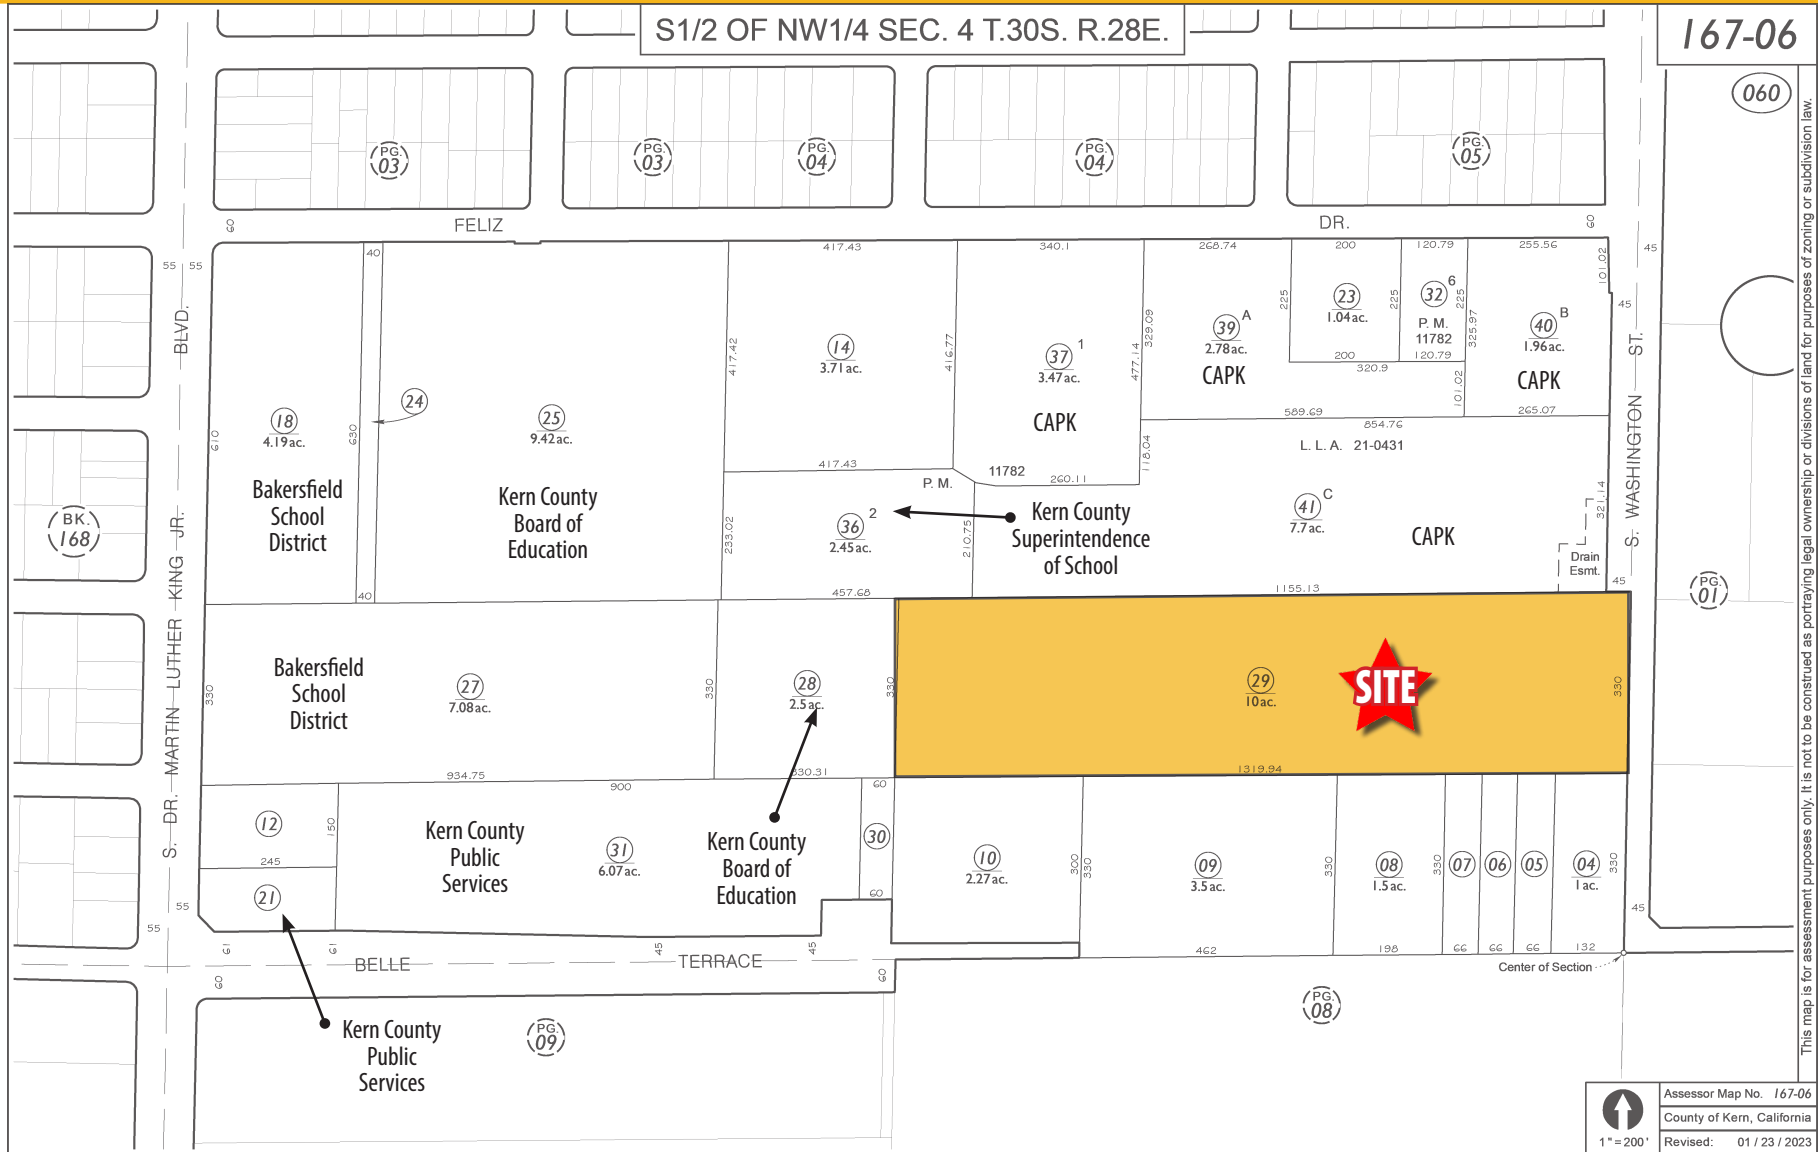 S1/2 OF NW1/4 SEC. 4 T.30S. R.28E.
167-06
060
PG. 03
PG. 03
PG. 04
PG. 04
PG. 05
60
FELIZ
DR.
60
55 55
40
417.43
340.1
268.74
200
120.79
255.56
45
101.02
45
S. DR. MARTIN LUTHER KING JR. BLVD.
S. WASHINGTON ST.
610
18
4.19ac.
Bakersfield
School
District
630
24
40
25
9.42ac.
Kern County
Board of
Education
417.42
14
3.71ac.
416.77
417.43
37 1
3.47ac.
CAPK
477.14
329.09
39 A
2.78ac.
CAPK
225
23
1.04ac.
225
200
32 6
P. M.
11782
225
120.79
320.9
101.02
325.97
40 B
1.96ac.
CAPK
589.69
265.07
854.76
118.04
L. L. A. 21-0431
11782
260.11
P. M.
233.02
36 2
2.45ac.
210.75
Kern County
Superintendence
of School
41 C
7.7ac.
CAPK
321.14
Drain
Esmt.
45
457.68
1155.13
BK. 168
PG. 01
330
Bakersfield
School
District
27
7.08ac.
330
28
2.5ac.
330
29
10ac.
SITE
330
934.75
330.31
1319.94
900
60
12
150
245
21
Kern County
Public
Services
31
6.07ac.
Kern County
Board of
Education
30
60
10
2.27ac.
300
330
09
3.5ac.
330
08
1.5ac.
330
07
06
05
04
1ac.
330
55
55
45
61
61
45
45
462
198
66
66
66
132
BELLE
TERRACE
60
60
Center of Section
Kern County
Public
Services
PG. 09
PG. 08
This map is for assessment purposes only. It is not to be construed as portraying legal ownership or divisions of land for purposes of zoning or subdivision law.
1"=200'
Assessor Map No. 167-06
County of Kern, California
Revised: 01 / 23 / 2023